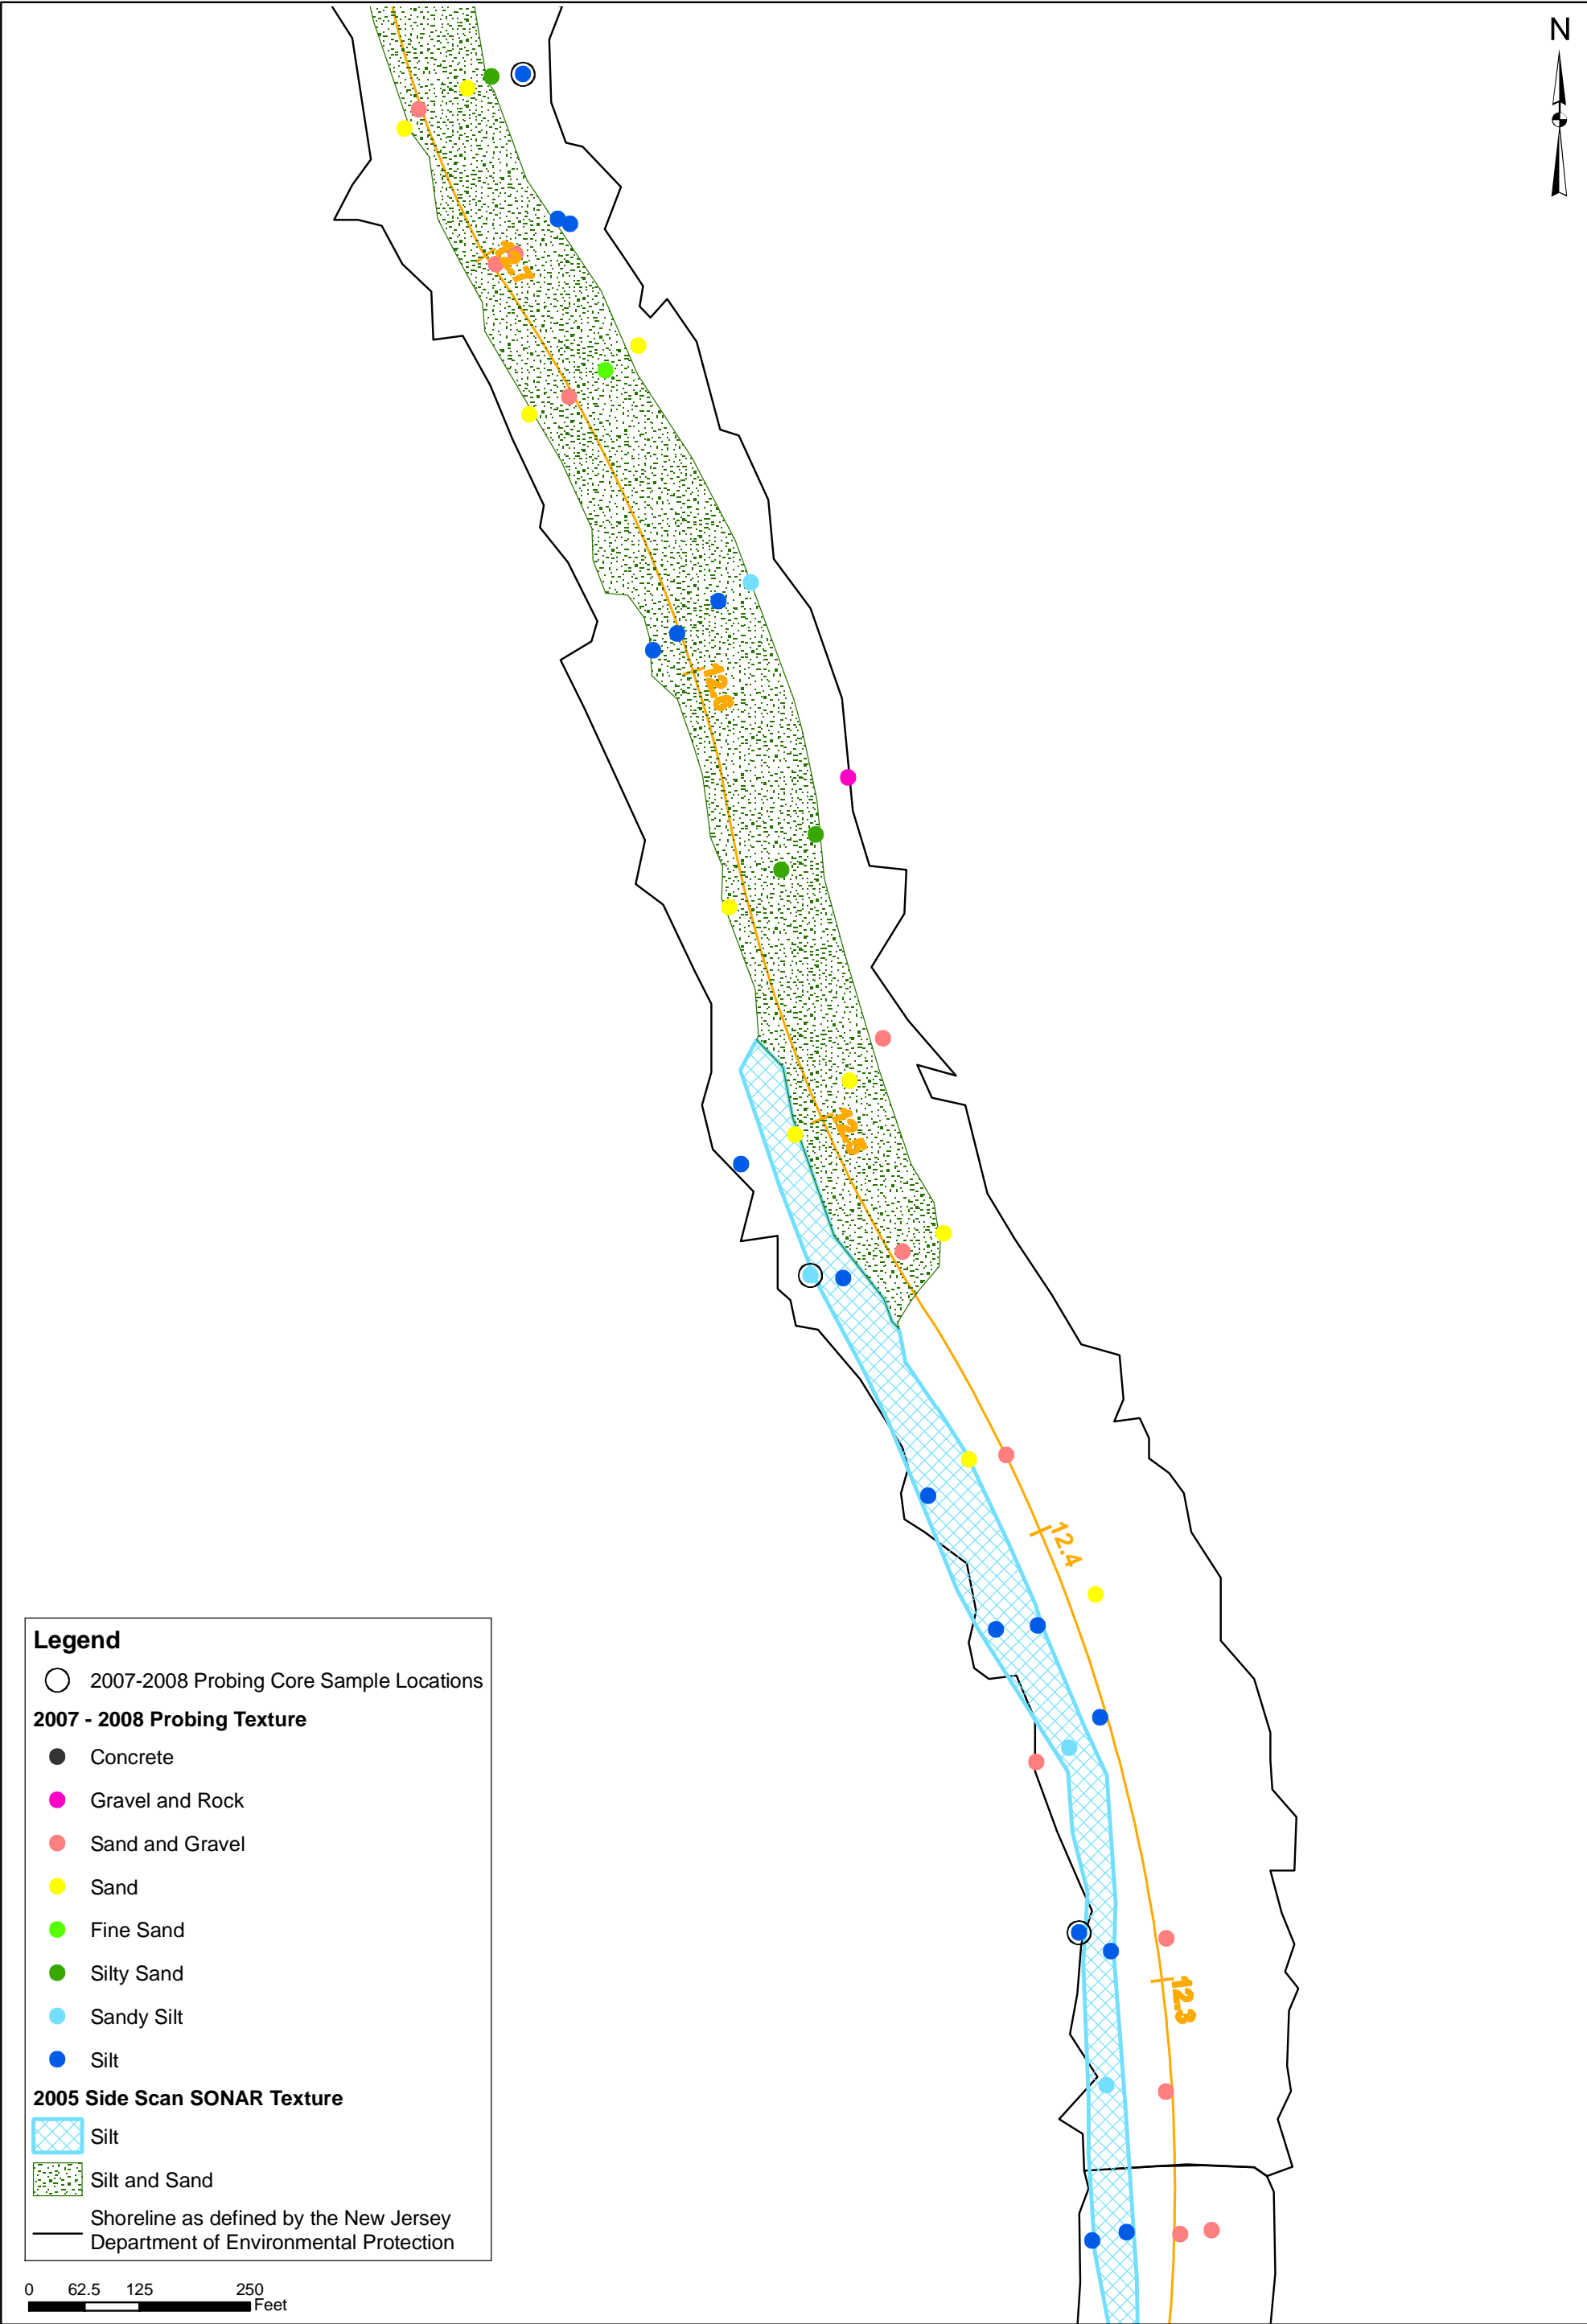 N
12.7
12.6
12.5
12.4
12.3
Legend
2007-2008 Probing Core Sample Locations
2007 - 2008 Probing Texture
Concrete
Gravel and Rock
Sand and Gravel
Sand
Fine Sand
Silty Sand
Sandy Silt
Silt
2005 Side Scan SONAR Texture
Silt
Silt and Sand
Shoreline as defined by the New Jersey
Department of Environmental Protection
0 62.5 125 250
Feet